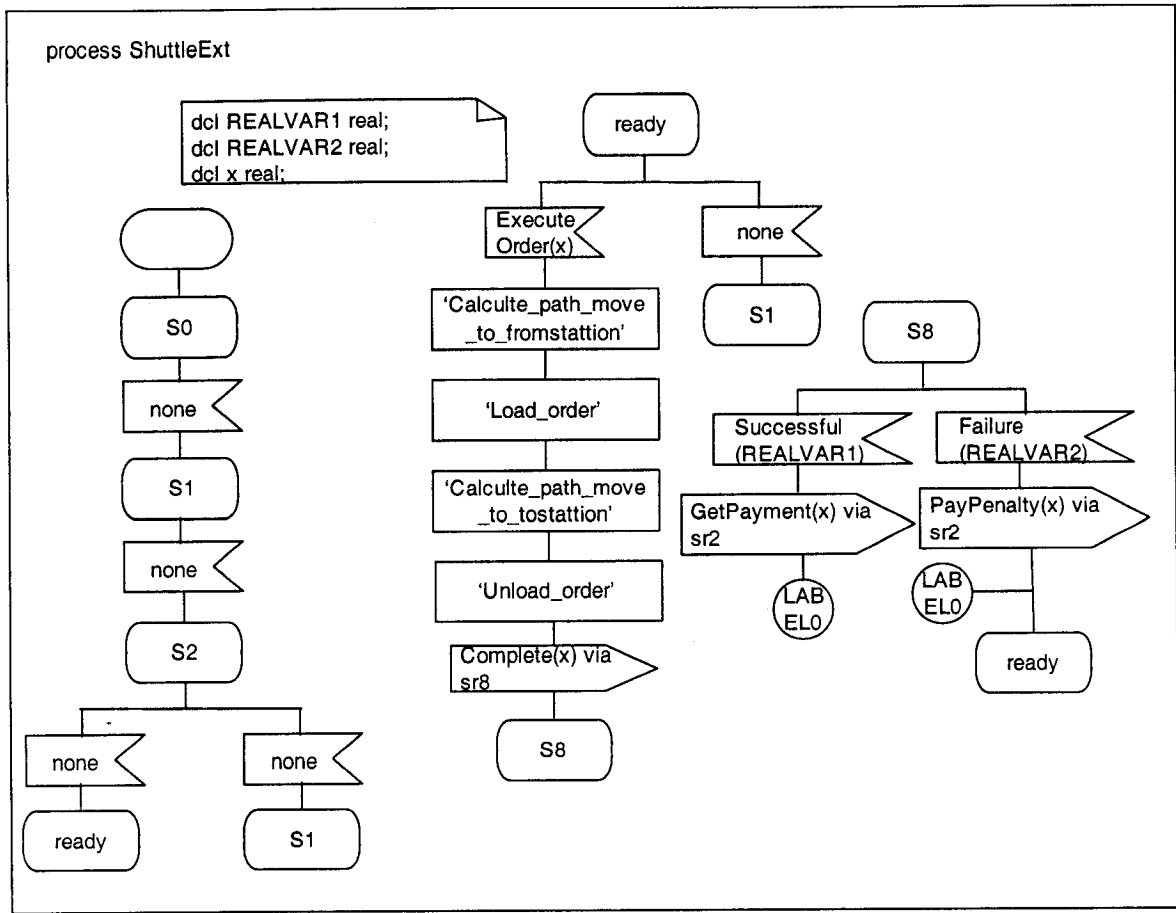 process ShuttleExt
dcl REALVAR1 real;
dcl REALVAR2 real;
dcl x real;
S0
none
S1
none
S2
none
ready
none
S1
ready
Execute
Order(x)
'Calculte_path_move
_to_fromstattion'
'Load_order'
'Calculte_path_move
_to_tostattion'
'Unload_order'
Complete(x) via
sr8
S8
none
S1
S8
Successful
(REALVAR1)
GetPayment(x) via
sr2
LAB
EL0
Failure
(REALVAR2)
PayPenalty(x) via
sr2
LAB
EL0
ready